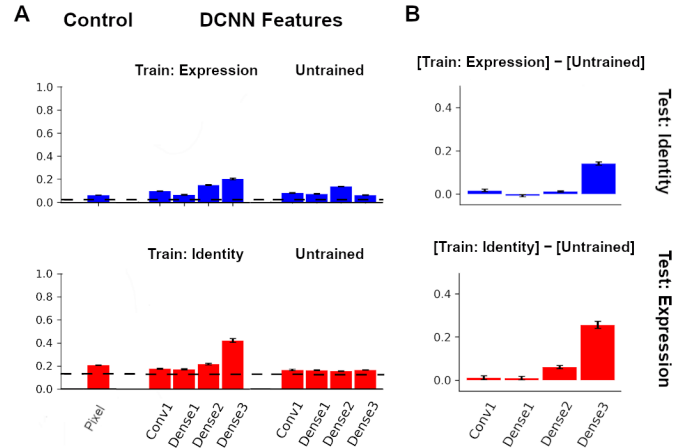 A
Control
DCNN Features
B
Train: Expression
Untrained
[Train: Expression] − [Untrained]
1.0
0.8
0.6
0.4
0.2
0.0
0.4
0.2
0.0
Test: Identity
Train: Identity
Untrained
[Train: Identity] − [Untrained]
1.0
0.8
0.6
0.4
0.2
0.0
Pixel
Conv1
Dense1
Dense2
Dense3
Conv1
Dense1
Dense2
Dense3
0.4
0.2
0.0
Conv1
Dense1
Dense2
Dense3
Test: Expression